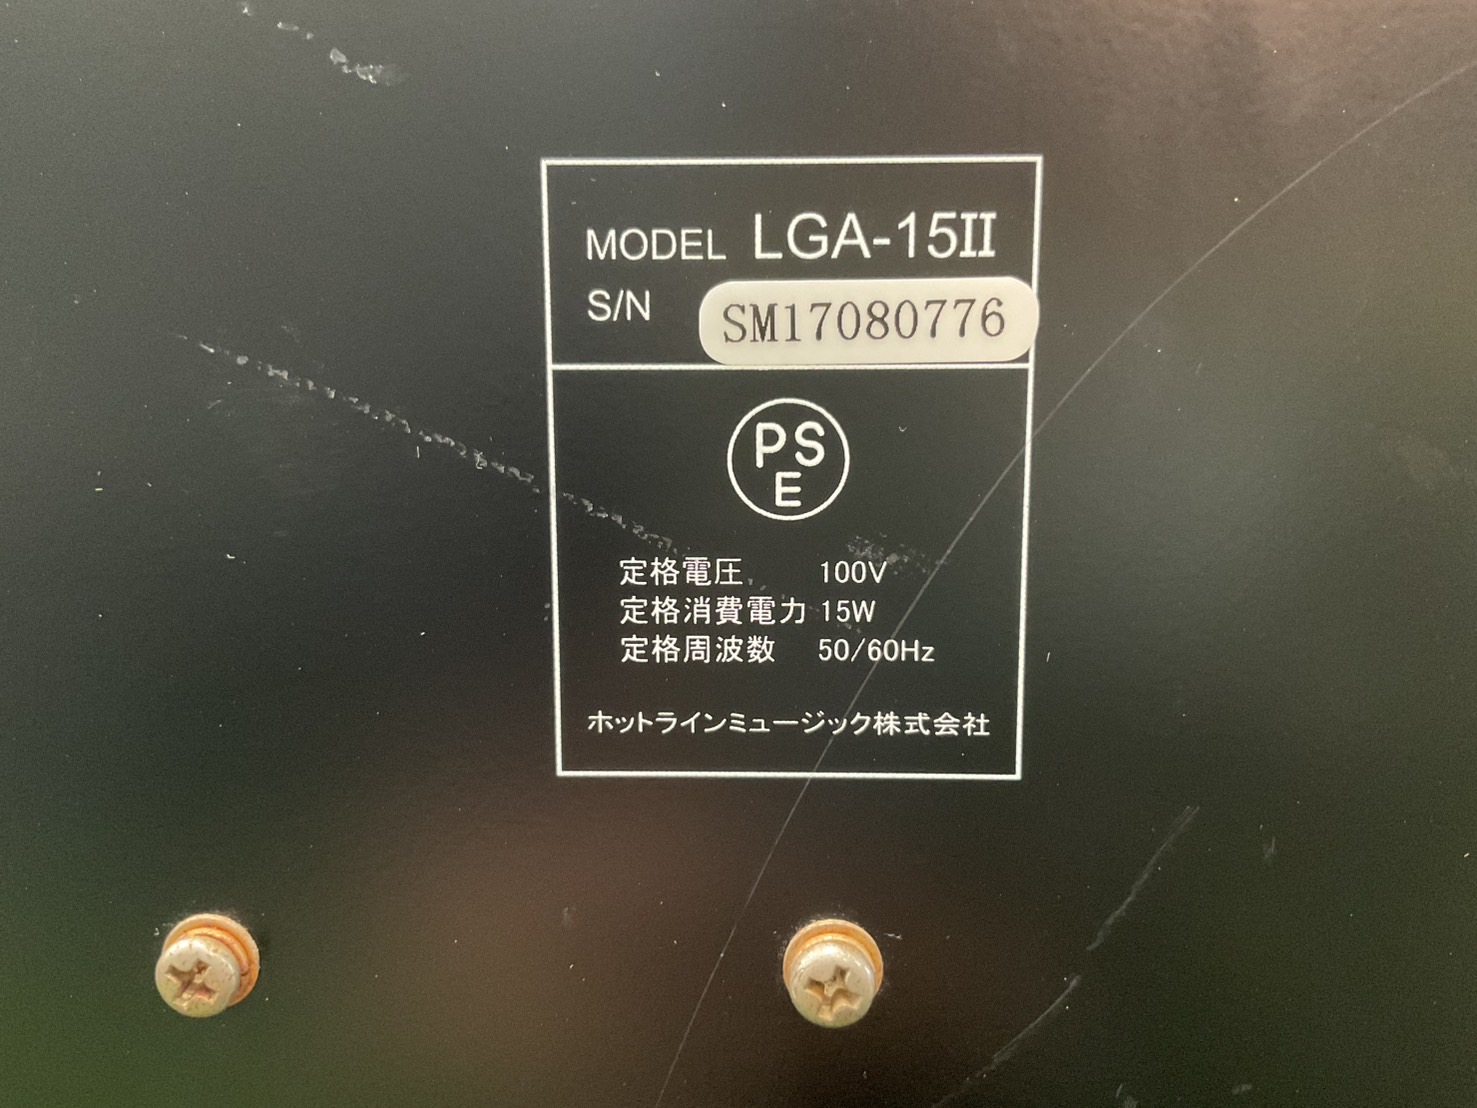 MODEL LGA-15II
S/N SM17080776
PS
E
定格電圧 100V
定格消費電力 15W
定格周波数 50/60Hz
ホットラインミュージック株式会社